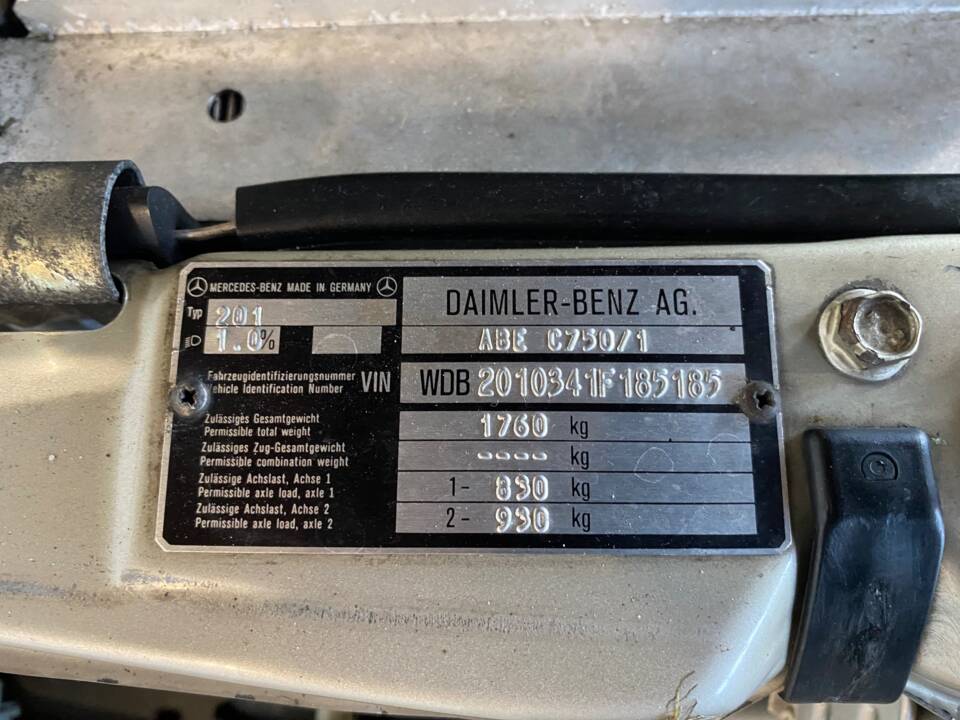 MERCEDES-BENZ MADE IN GERMANY
DAIMLER-BENZ AG.
Typ 201
1.0%
ABE C750/1
Fahrzeugidentifizierungsnummer
Vehicle Identification Number
VIN WDB 2010341F185185
Zulässiges Gesamtgewicht
Permissible total weight
1760 kg
Zulässiges Zug-Gesamtgewicht
Permissible combination weight
---- kg
Zulässige Achslast, Achse 1
Permissible axle load, axle 1
1- 830 kg
Zulässige Achslast, Achse 2
Permissible axle load, axle 2
2- 930 kg